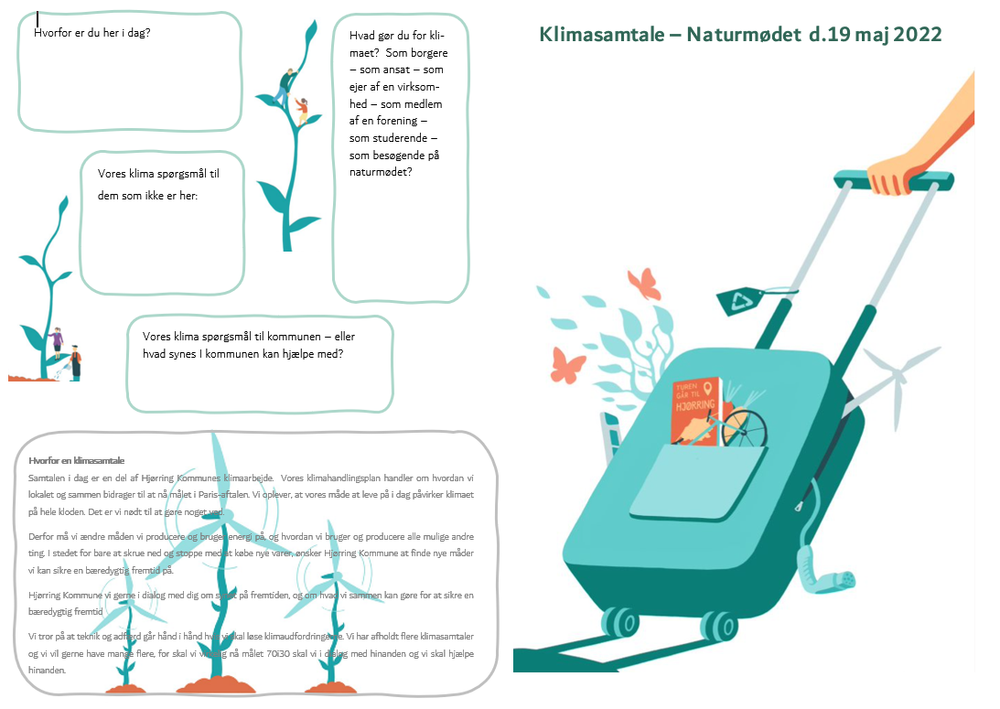 Hvorfor er du her i dag?
Hvad gør du for kli-
maet? Som borgere
– som ansat – som
ejer af en virksom-
hed – som medlem
af en forening –
som studerende –
som besøgende på
naturmødet?
Vores klima spørgsmål til
dem som ikke er her:
Vores klima spørgsmål til kommunen – eller
hvad synes I kommunen kan hjælpe med?
Hvorfor en klimasamtale
Samtalen i dag er en del af Hjørring Kommunes klimaarbejde. Vores klimahandlingsplan handler om hvordan vi
lokalet og sammen bidrager til at nå målet i Paris-aftalen. Vi oplever, at vores måde at leve på i dag påvirker klimaet
på hele kloden. Det er vi nødt til at gøre noget ved.
Derfor må vi ændre måden vi producere og bruge energi på, og hvordan vi bruger og producere alle mulige andre
ting. I stedet for bare at skrue ned og stoppe med at købe nye varer, ønsker Hjørring Kommune at finde nye måder
vi kan sikre en bæredygtig fremtid på.
Hjørring Kommune vi gerne i dialog med dig om synet på fremtiden, og om hvad vi sammen kan gøre for at sikre en
bæredygtig fremtid
Vi tror på at teknik og adfærd går hånd i hånd hvis vi skal løse klimaudfordringerne. Vi har afholdt flere klimasamtaler
og vi vil gerne have mange flere, for skal vi virkelig nå målet 70i30 skal vi i dialog med hinanden og vi skal hjælpe
hinanden.
Klimasamtale – Naturmødet d.19 maj 2022
TUREN
GÅR TIL
HJØRRING